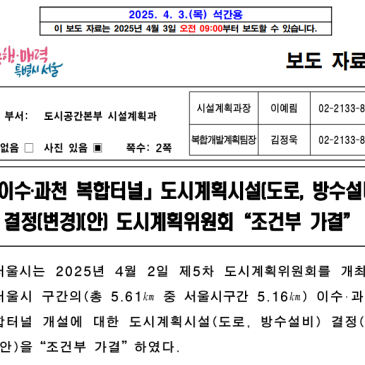 2025. 4. 3.(목) 석간용
이 보도 자료는 2025년 4월 3일 오전 09:00부터 보도할 수 있습니다.
동행·매력
특별시 서울
보도 자료
부서: 도시공간본부 시설계획과
시설계획과장 이예림 02-2133-8
없음 □ 사진 있음 ▣ 쪽수: 2쪽
복합개발계획팀장 김정욱 02-2133-8
이수·과천 복합터널」 도시계획시설(도로, 방수설비
결정(변경)(안) 도시계획위원회 “조건부 가결”
서울시는 2025년 4월 2일 제5차 도시계획위원회를 개최
서울시 구간의(총 5.61㎞ 중 서울시구간 5.16㎞) 이수·과
합터널 개설에 대한 도시계획시설(도로, 방수설비) 결정(
안)을 “조건부 가결” 하였다.